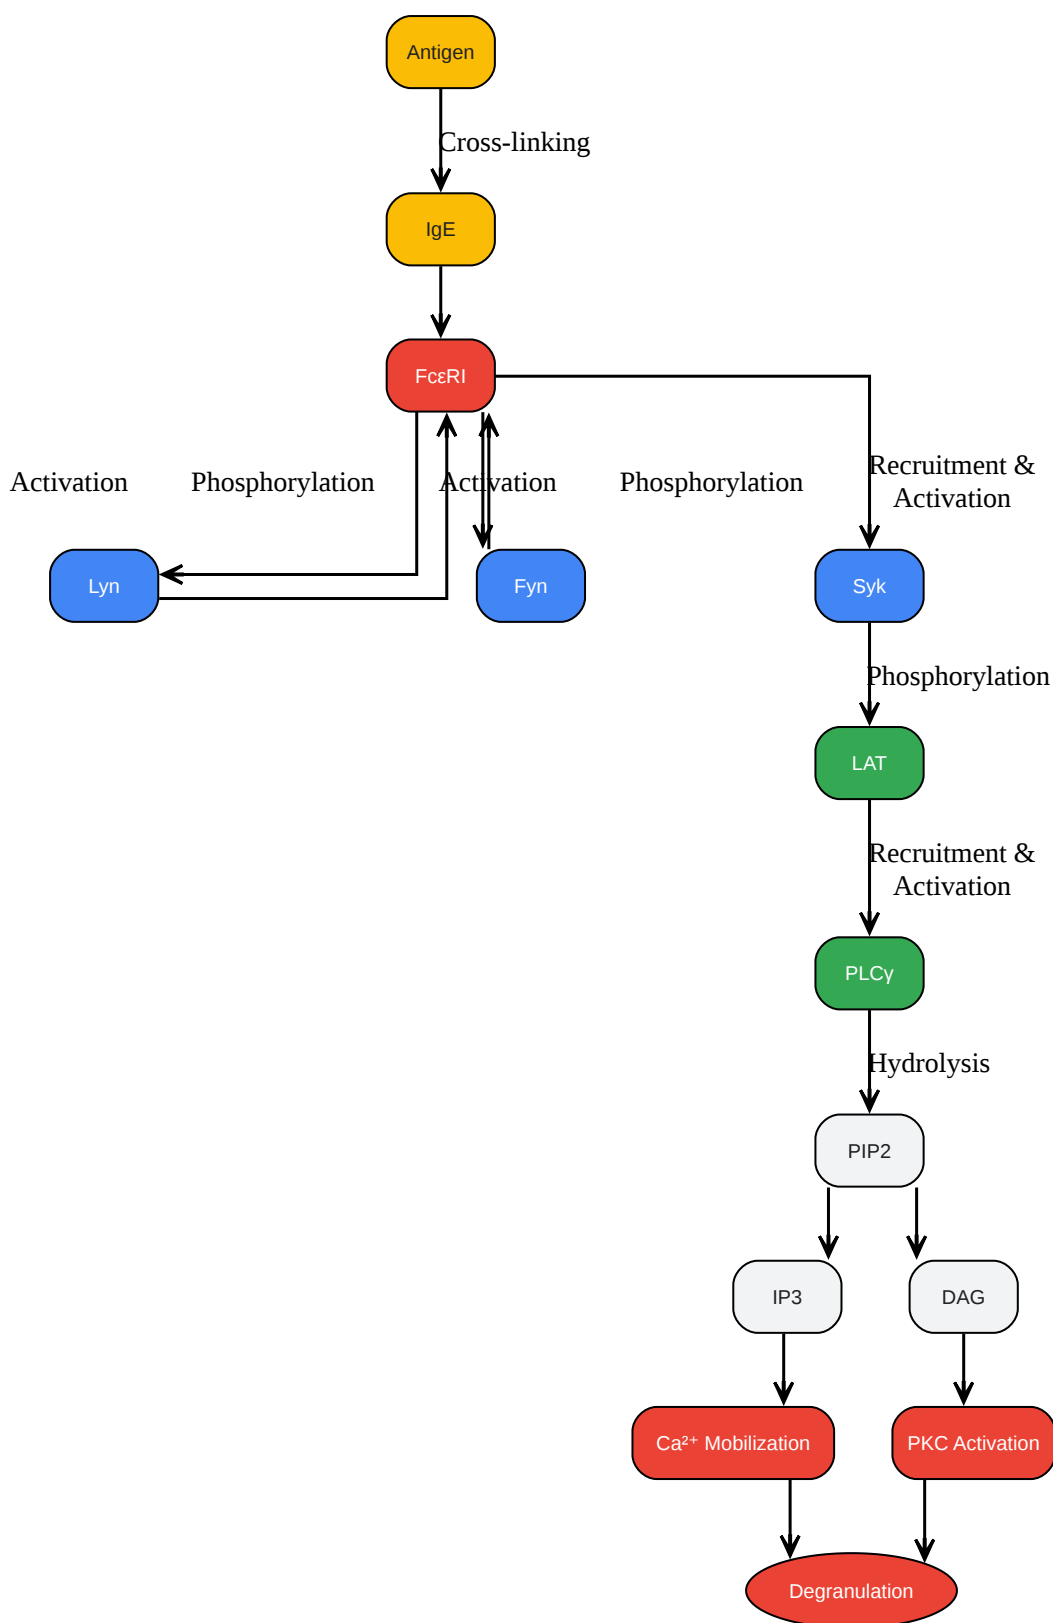 Antigen
Cross-linking
IgE
FcεRI
Activation
Phosphorylation
Activation
Phosphorylation
Recruitment &
Activation
Lyn
Fyn
Syk
Phosphorylation
LAT
Recruitment &
Activation
PLCγ
Hydrolysis
PIP2
IP3
DAG
Ca²⁺ Mobilization
PKC Activation
Degranulation